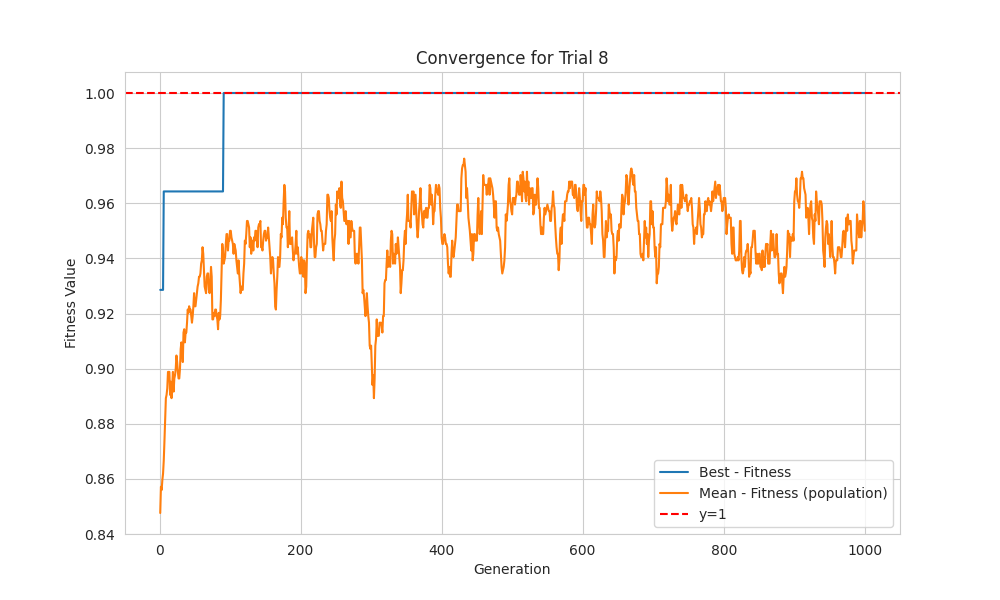 Convergence for Trial 8
Fitness Value
1.00
0.98
0.96
0.94
0.92
0.90
0.88
0.86
0.84
0
200
400
600
800
1000
Generation
Best - Fitness
Mean - Fitness (population)
y=1